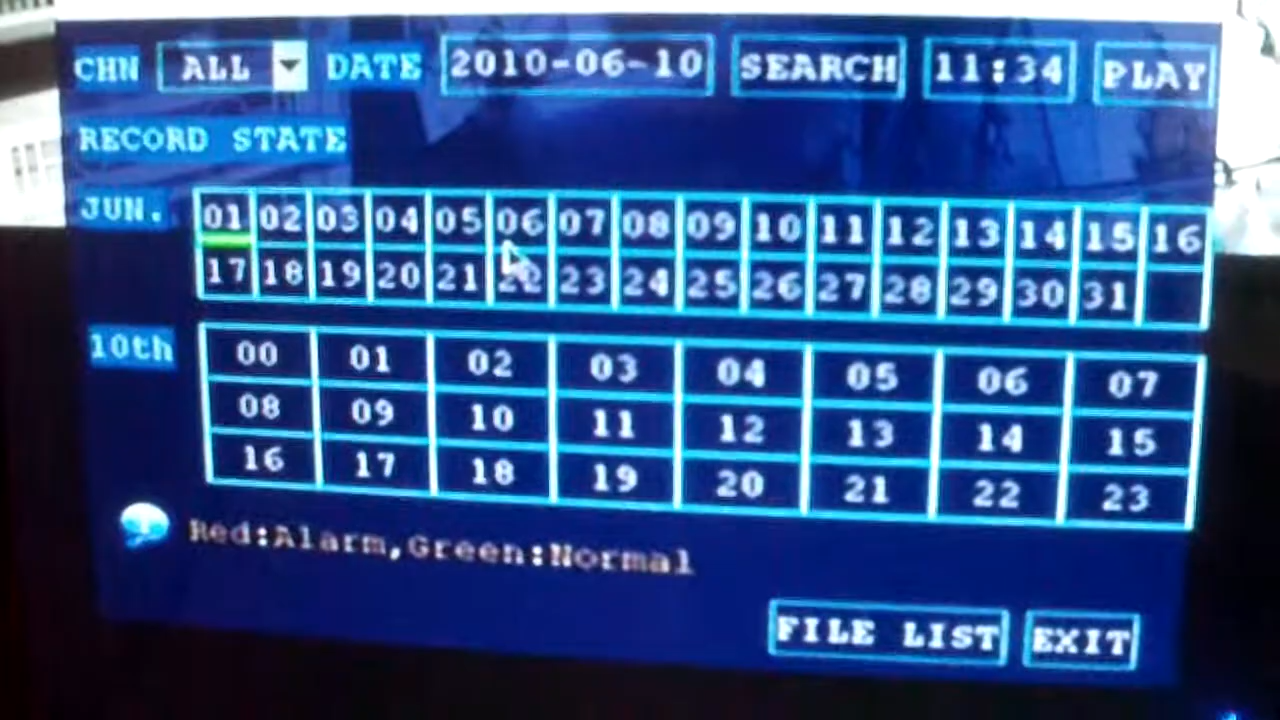 CHN ALL DATE 2010-06-10 SEARCH 11:34 PLAY
RECORD STATE
JUN. 01 02 03 04 05 06 07 08 09 10 11 12 13 14 15 16
17 18 19 20 21 22 23 24 25 26 27 28 29 30 31
10th 00 01 02 03 04 05 06 07
08 09 10 11 12 13 14 15
16 17 18 19 20 21 22 23
Red:Alarm,Green:Normal
FILE LIST EXIT